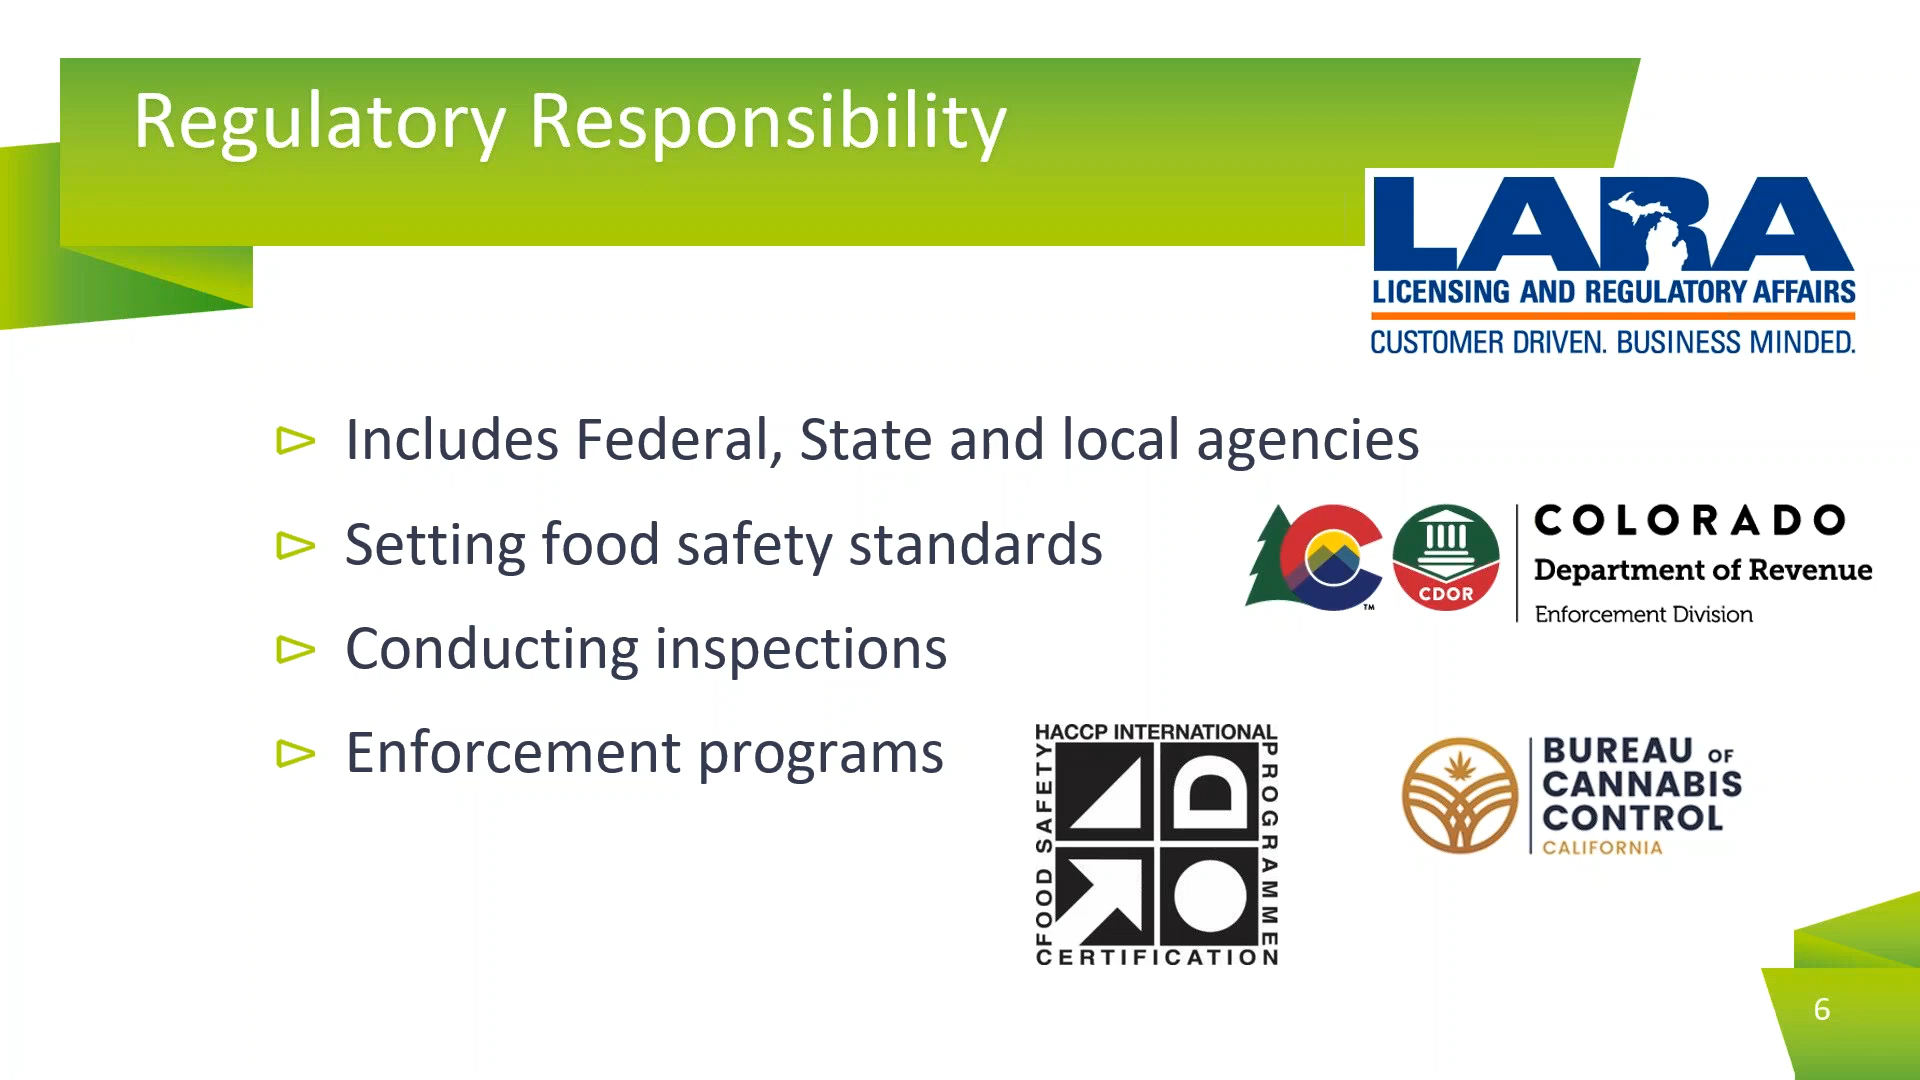 Regulatory Responsibility
LARA
LICENSING AND REGULATORY AFFAIRS
CUSTOMER DRIVEN. BUSINESS MINDED.
Includes Federal, State and local agencies
Setting food safety standards
Conducting inspections
Enforcement programs
C
TM
CDOR
COLORADO
Department of Revenue
Enforcement Division
HACCP INTERNATIONAL
FOOD SAFETY
PROGRAMME
CERTIFICATION
BUREAU OF
CANNABIS
CONTROL
CALIFORNIA
6